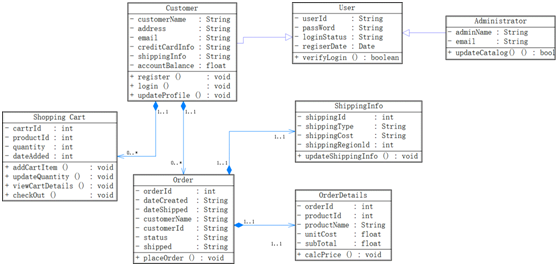 Customer
- customerName : String
- address : String
- email : String
- creditCardInfo : String
- shippingInfo : String
- accountBalance : float
+ register () : void
+ login () : void
+ updateProfile () : void
User
- userId : String
- passWord : String
- loginStatus : String
- regiserDate : Date
+ verifyLogin () : boolean
Administrator
- adminName : String
- email : String
+ updateCatalog() () : bool
1..1
1..1
0..*
0..*
Shopping Cart
- cartrId : int
- productId : int
- quantity : int
- dateAdded : int
+ addCartItem () : void
+ updateQuantity () : void
+ viewCartDetails () : void
+ checkOut () : void
ShippingInfo
- shippingId : int
- shippingType : String
- shippingCost : String
- shippingRegionId : int
+ updateShippingInfo () : void
1..1
1..1
Order
- orderId : int
- dateCreated : String
- dateShipped : String
- customerName : String
- customerId : String
- status : String
- shipped : String
+ placeOrder () : void
1..1
1..1
OrderDetails
- orderId : int
- productId : int
- productName : String
- unitCost : float
- subTotal : float
+ calcPrice () : void